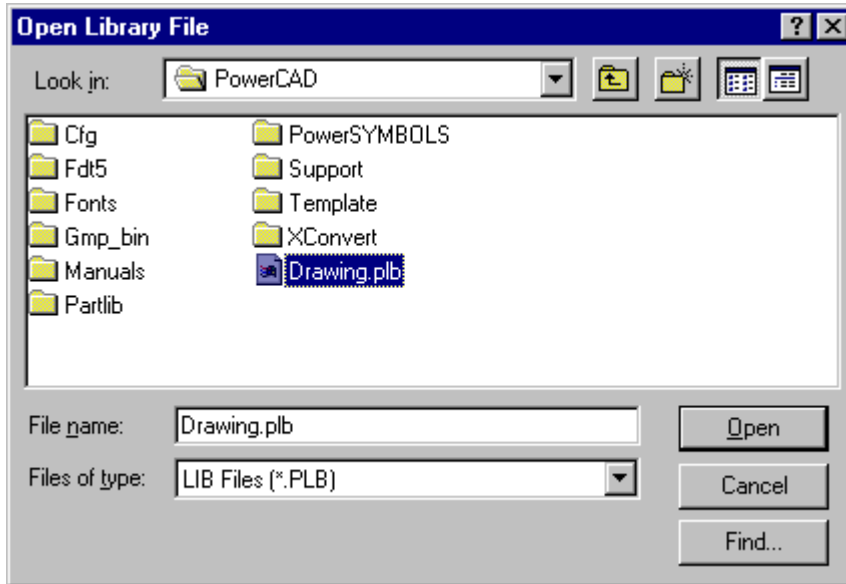 Open Library File
Look in: PowerCAD
Cfg PowerSYMBOLS
Fdt5 Support
Fonts Template
Gmp_bin XConvert
Manuals Drawing.plb
Partlib
File name: Drawing.plb Open
Files of type: LIB Files (*.PLB) Cancel
Find...